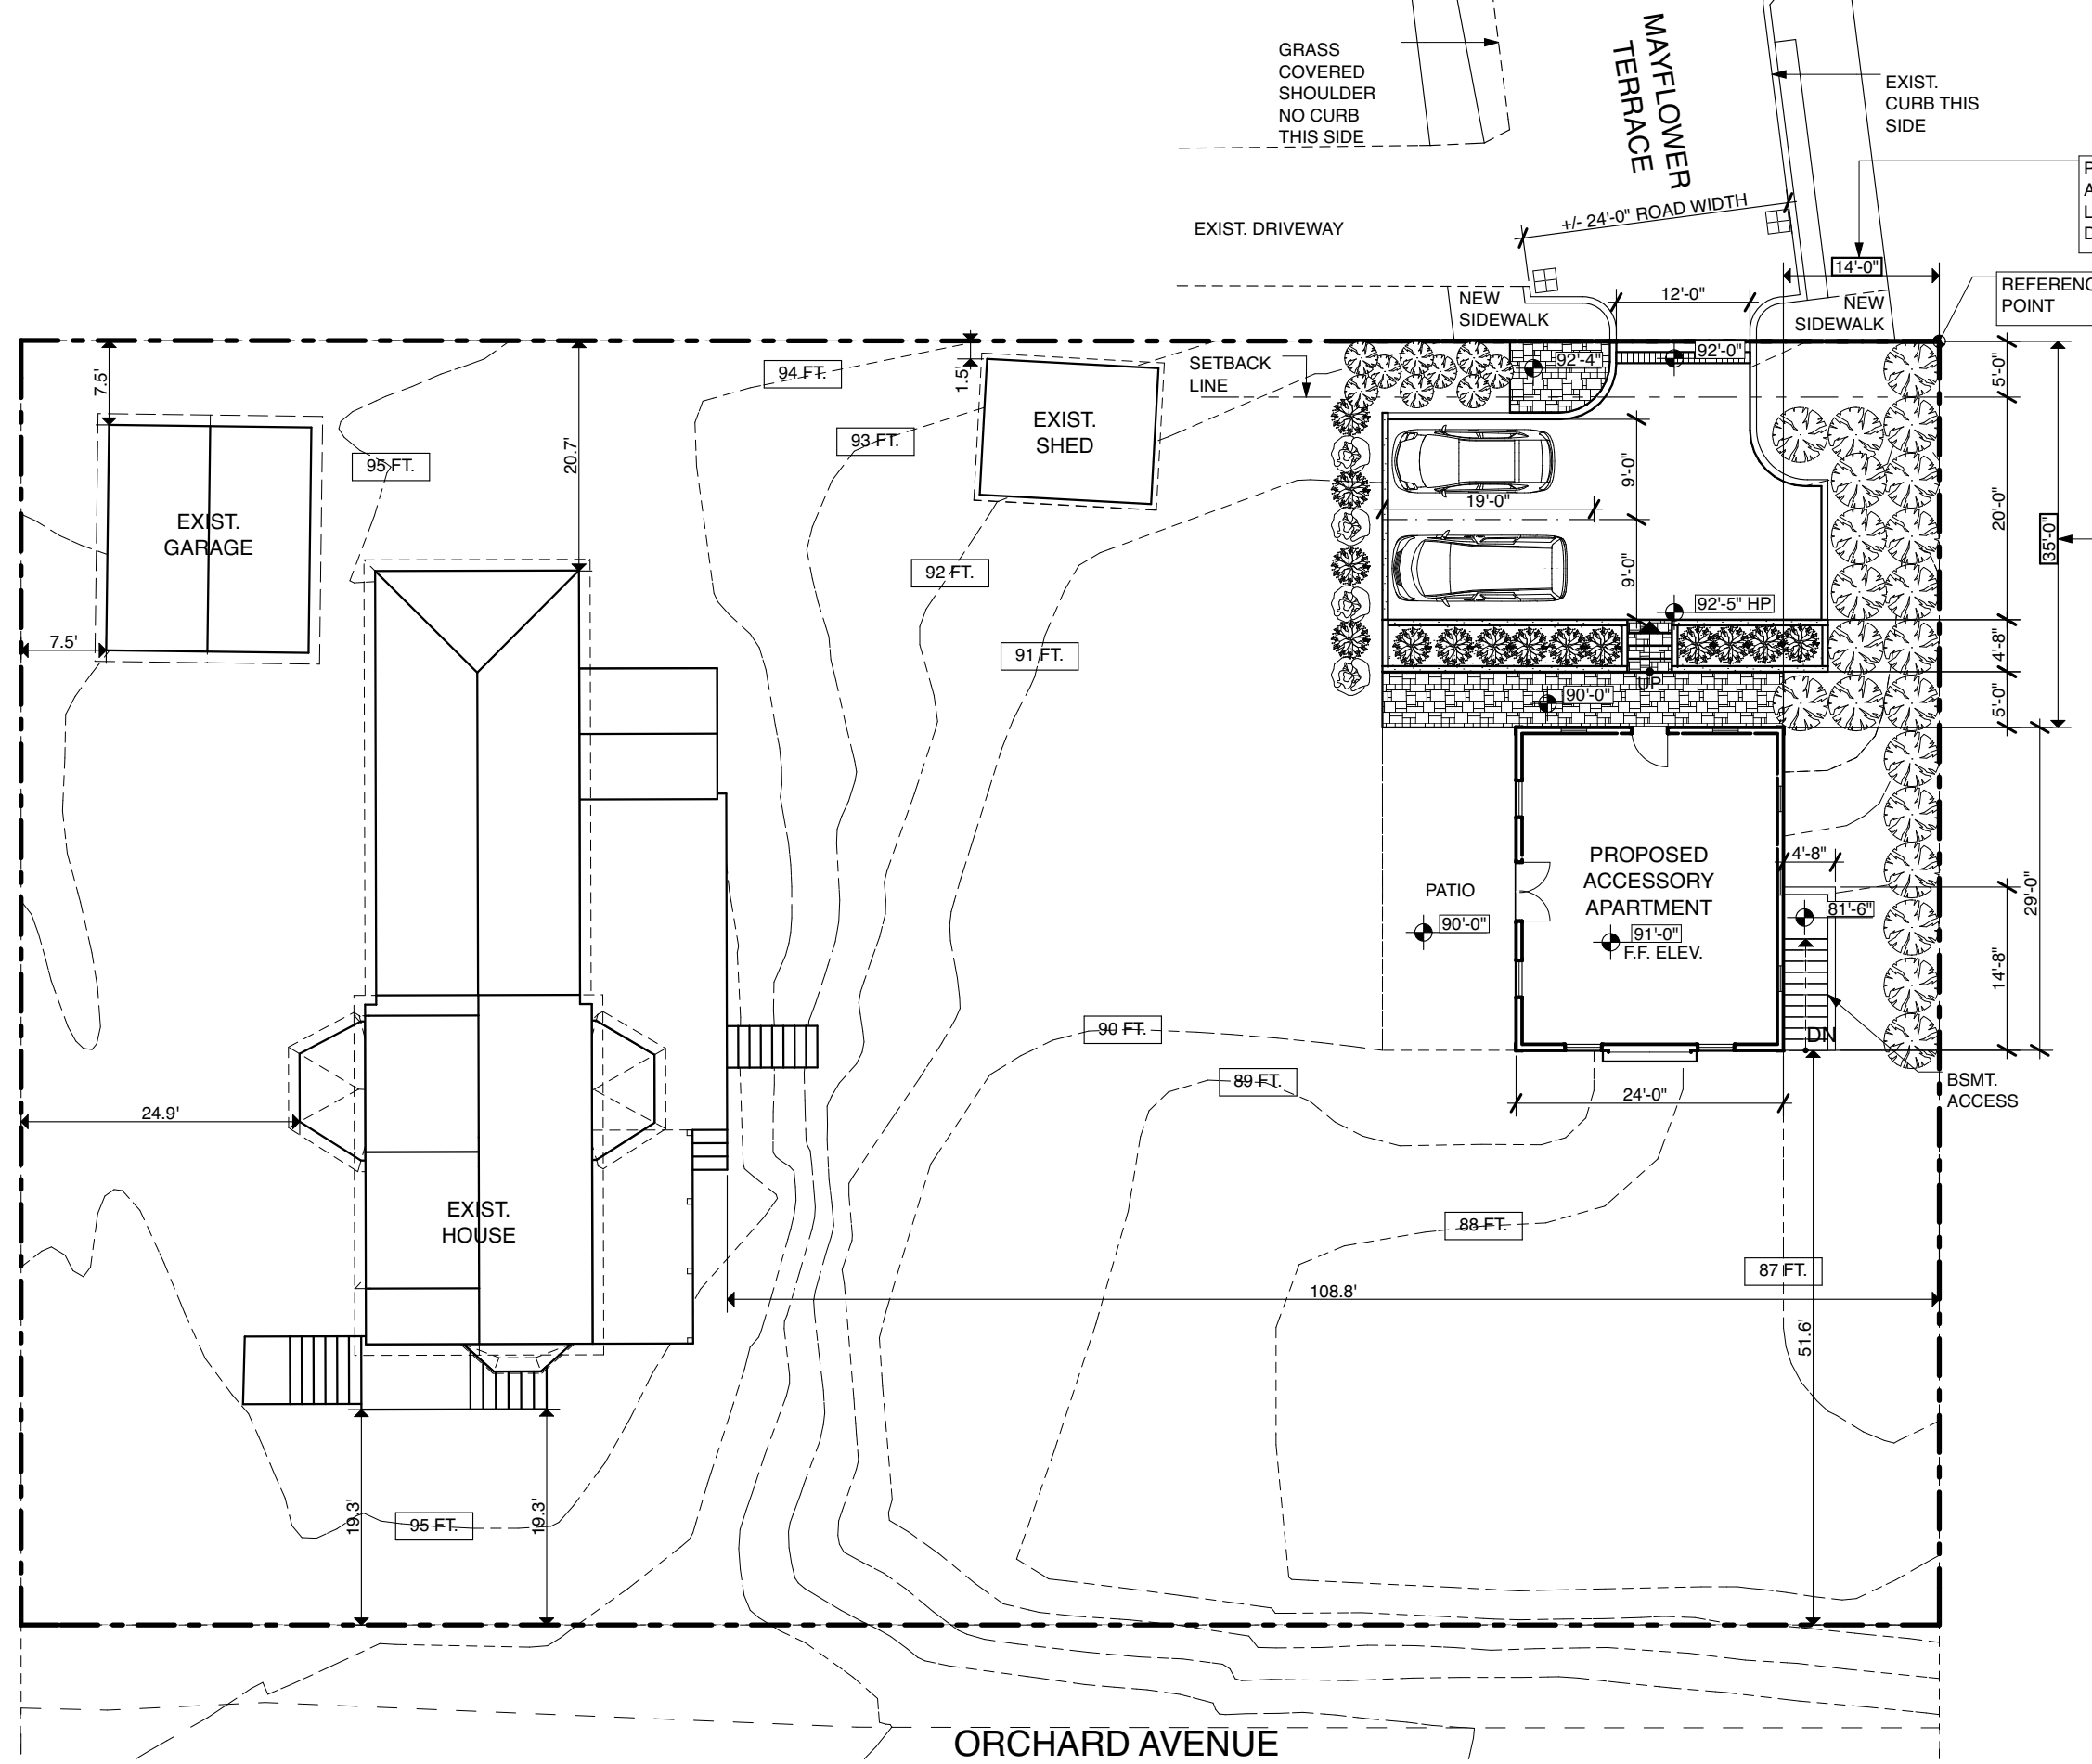 GRASS
COVERED
SHOULDER
NO CURB
THIS SIDE
MAYFLOWER
TERRACE
EXIST.
CURB THIS
SIDE
+/- 24'-0" ROAD WIDTH
EXIST. DRIVEWAY
14'-0"
REFERENC
POINT
NEW
SIDEWALK
12'-0"
NEW
SIDEWALK
SETBACK
LINE
92'-4"
92'-0"
5'-0"
7.5'
20.7'
94 FT.
1.5'
93 FT.
EXIST.
SHED
95 FT.
9'-0"
19'-0"
20'-0"
35'-0"
EXIST.
GARAGE
92 FT.
9'-0"
92'-5" HP
7.5'
91 FT.
4'-8"
UP
90'-0"
5'-0"
PROPOSED
ACCESSORY
APARTMENT
4'-8"
PATIO
90'-0"
91'-0"
F.F. ELEV.
81'-6"
29'-0"
14'-8"
DN
90 FT.
89 FT.
24'-0"
BSMT.
ACCESS
24.9'
EXIST.
HOUSE
88 FT.
87 FT.
108.8'
51.6'
19.3'
95 FT.
19.3'
ORCHARD AVENUE